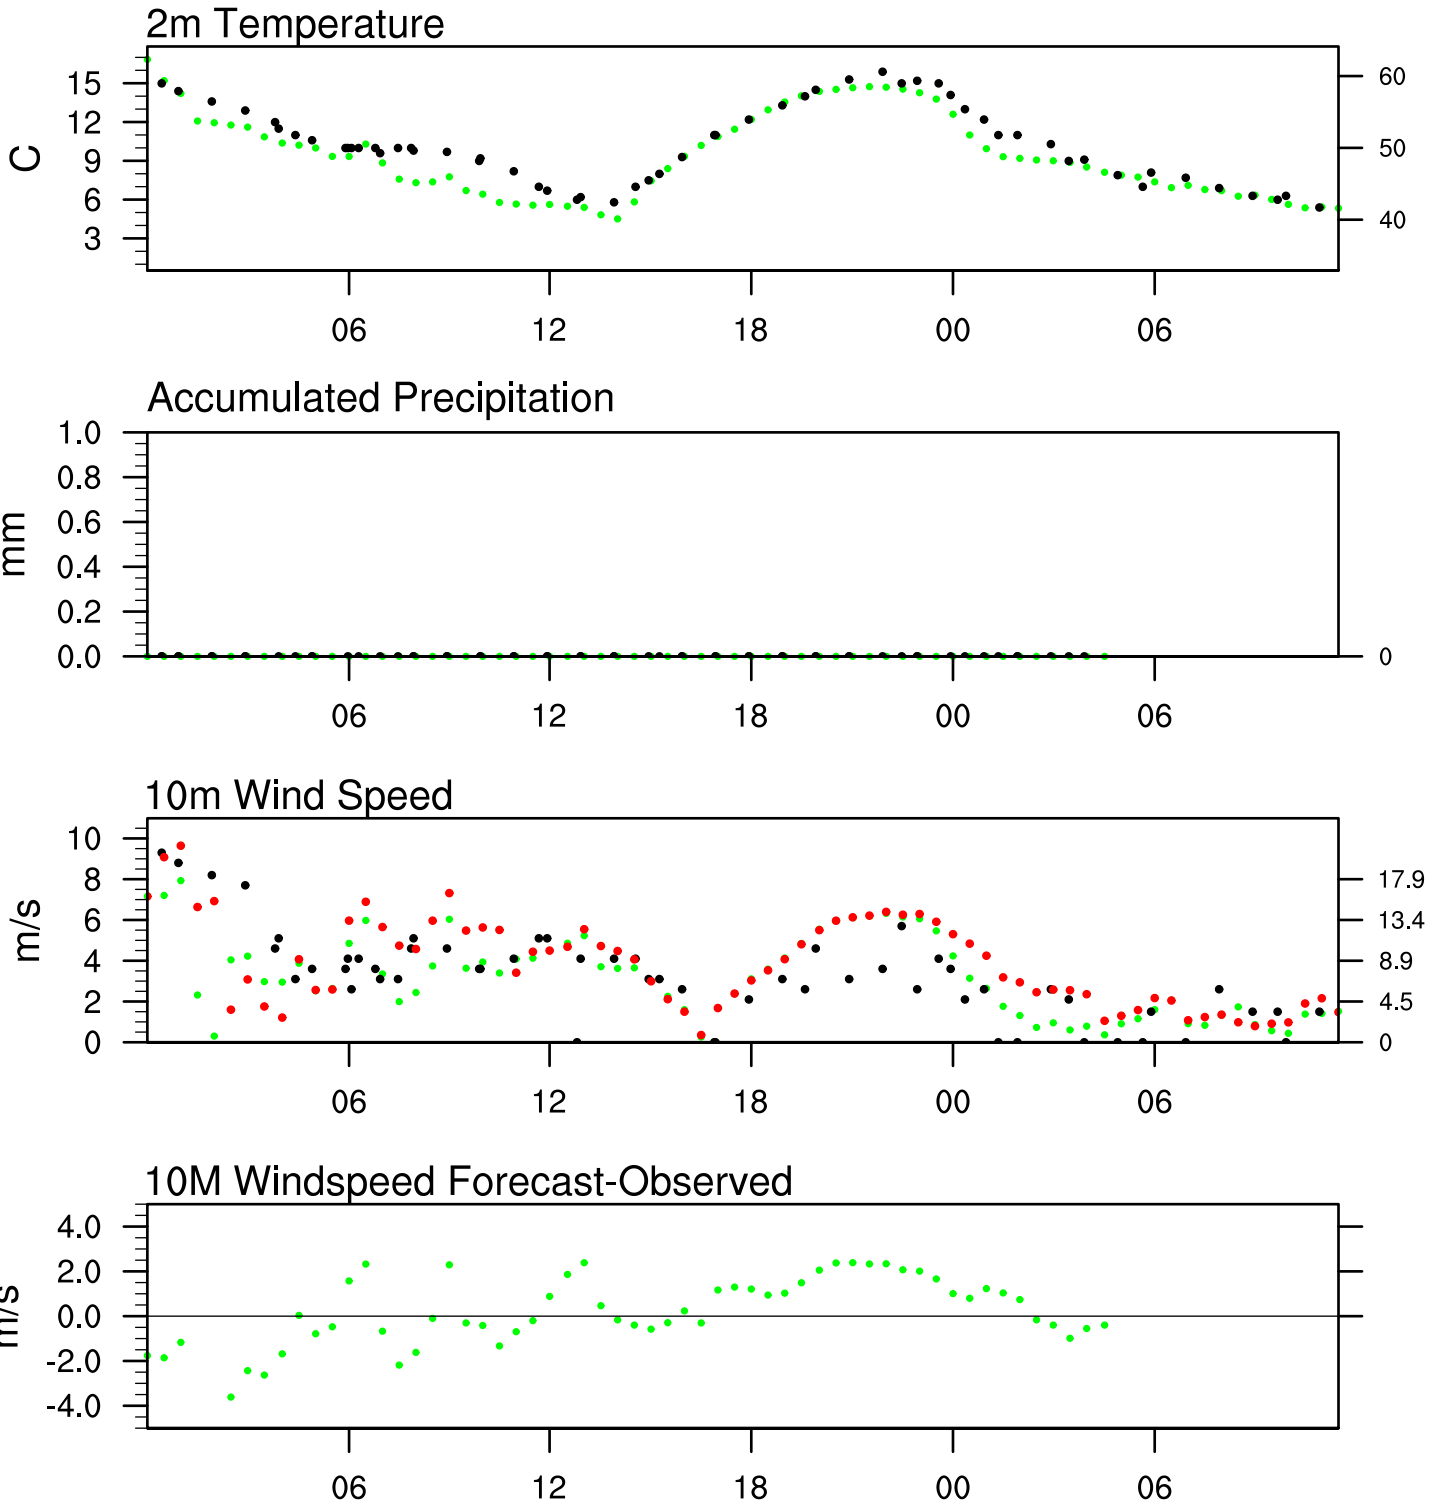 2m Temperature
15
12
9
6
3
C
60
50
40
06 12 18 00 06
Accumulated Precipitation
1.0
0.8
0.6
0.4
0.2
0.0
mm
0
06 12 18 00 06
10m Wind Speed
10
8
6
4
2
0
m/s
17.9
13.4
8.9
4.5
0
06 12 18 00 06
10M Windspeed Forecast-Observed
4.0
2.0
0.0
-2.0
-4.0
m/s
06 12 18 00 06